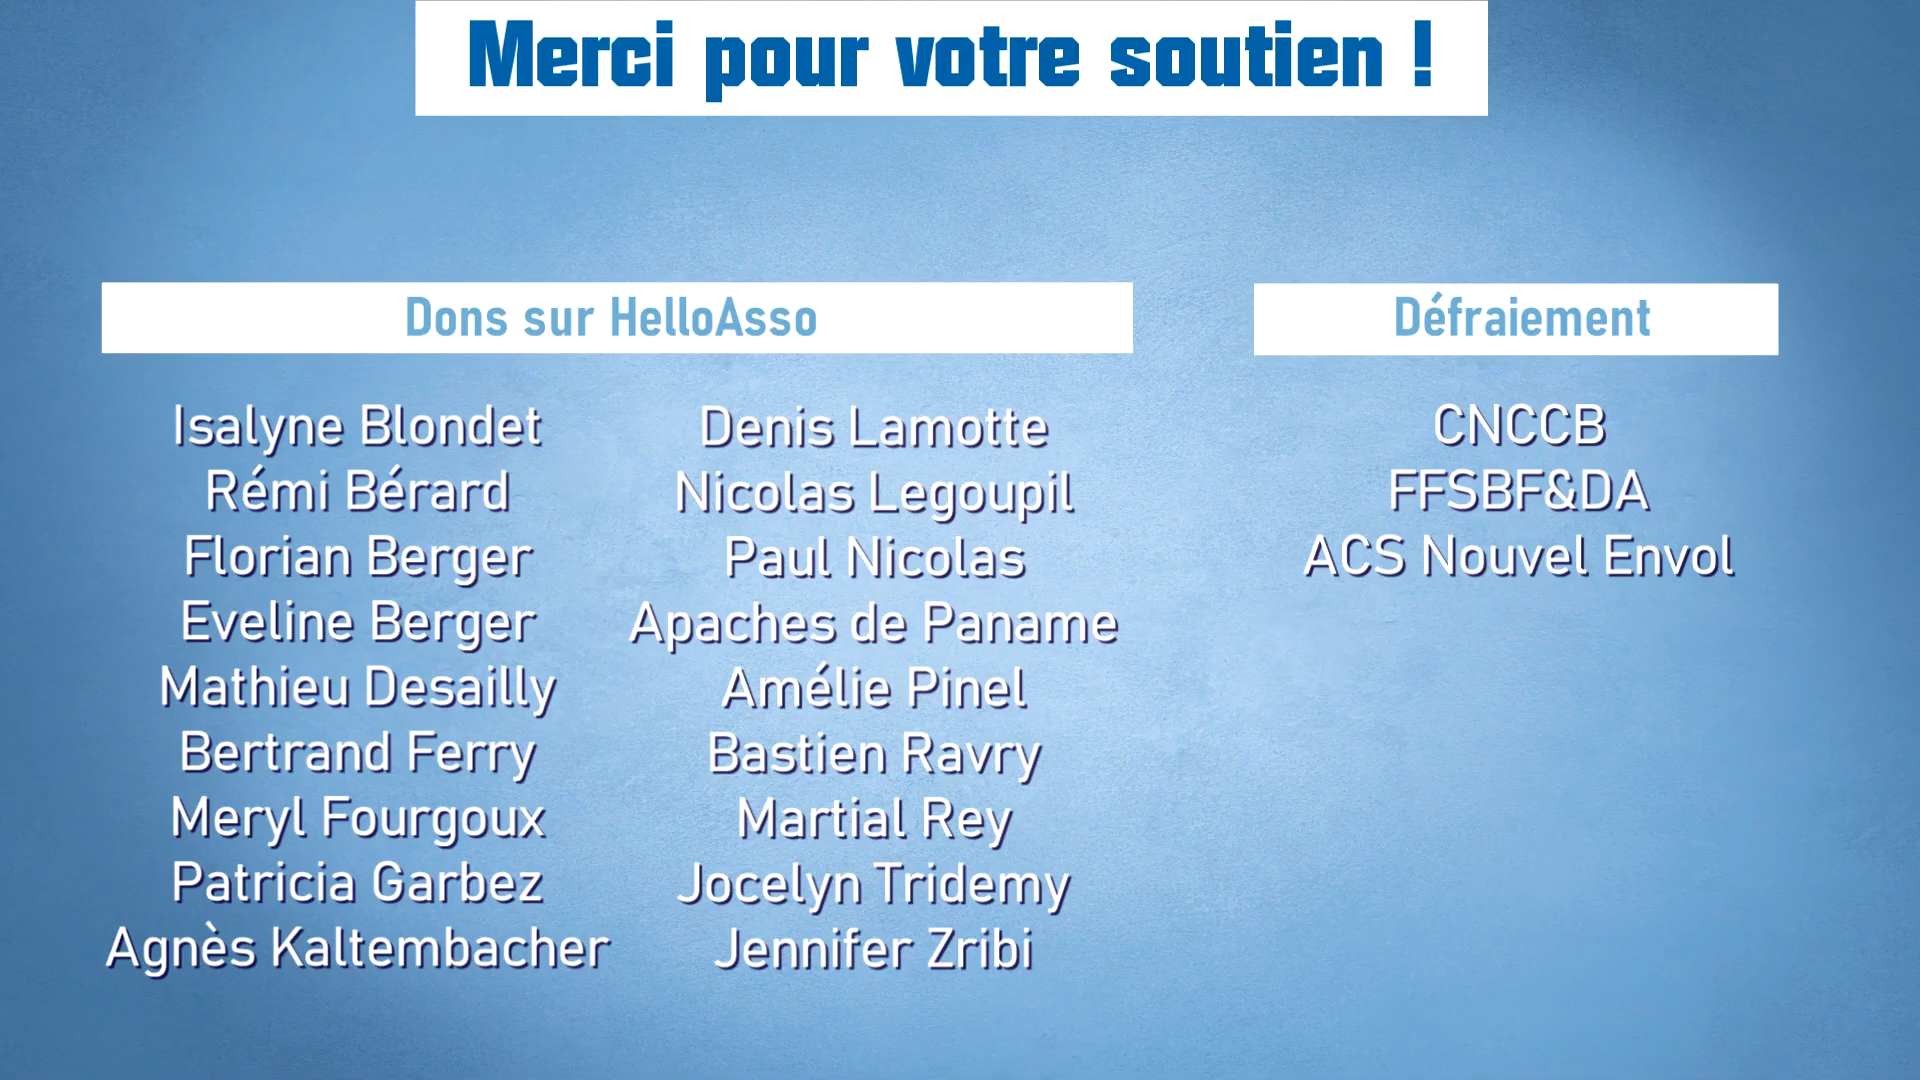 Merci pour votre soutien !
Dons sur HelloAsso
Isalyne Blondet
Rémi Bérard
Florian Berger
Eveline Berger
Mathieu Desailly
Bertrand Ferry
Meryl Fourgoux
Patricia Garbez
Agnès Kaltembacher
Denis Lamotte
Nicolas Legoupil
Paul Nicolas
Apaches de Paname
Amélie Pinel
Bastien Ravry
Martial Rey
Jocelyn Tridemy
Jennifer Zribi
Défraiement
CNCCB
FFSBF&DA
ACS Nouvel Envol